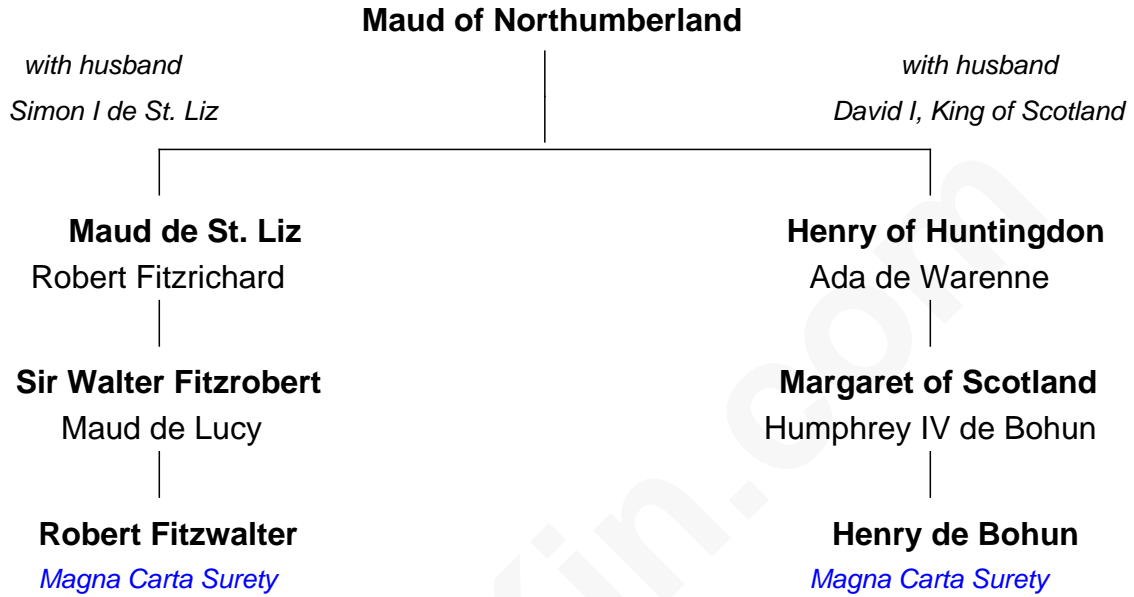 Maud of Northumberland
with husband
Simon I de St. Liz
with husband
David I, King of Scotland
Maud de St. Liz
Robert Fitzrichard
Henry of Huntingdon
Ada de Warenne
Sir Walter Fitzrobert
Maud de Lucy
Margaret of Scotland
Humphrey IV de Bohun
Robert Fitzwalter
Magna Carta Surety
Henry de Bohun
Magna Carta Surety